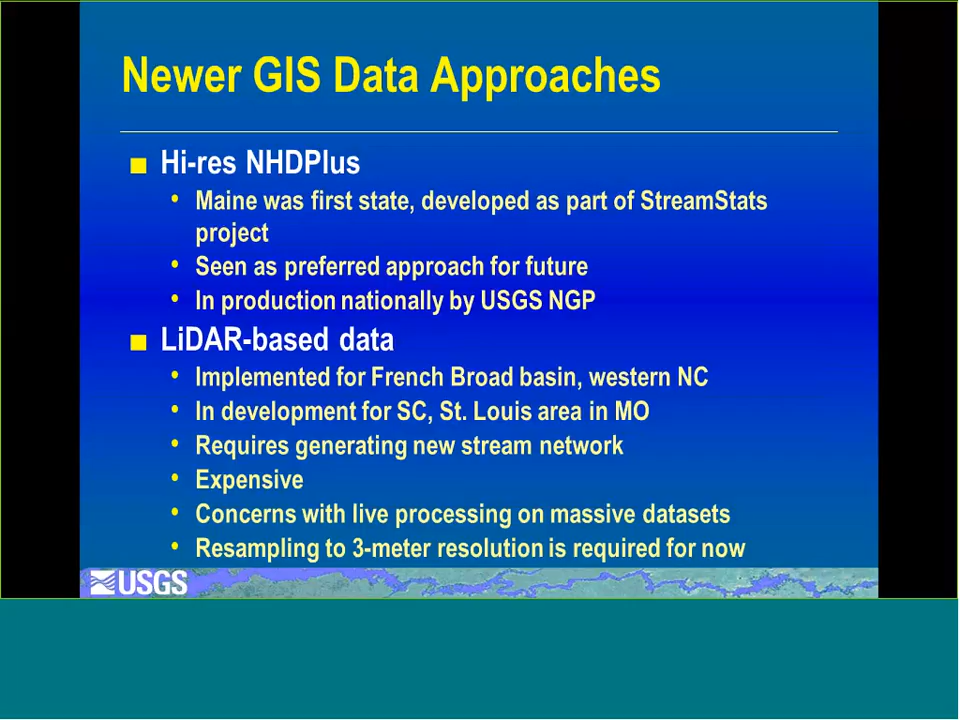 Newer GIS Data Approaches
■ Hi-res NHDPlus
• Maine was first state, developed as part of StreamStats
project
• Seen as preferred approach for future
• In production nationally by USGS NGP
■ LiDAR-based data
• Implemented for French Broad basin, western NC
• In development for SC, St. Louis area in MO
• Requires generating new stream network
• Expensive
• Concerns with live processing on massive datasets
• Resampling to 3-meter resolution is required for now
USGS